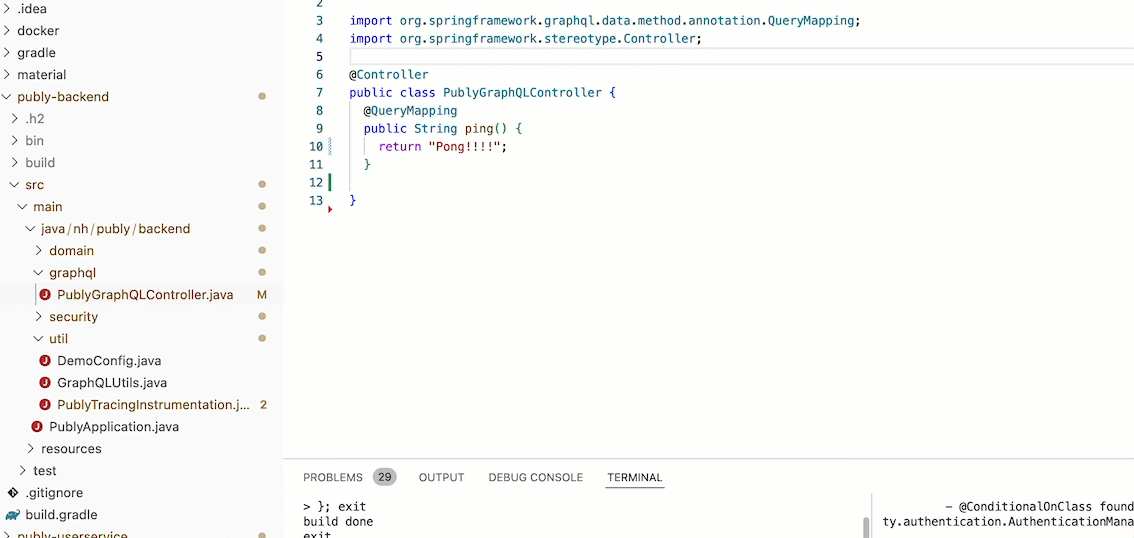 .idea
docker
gradle
material
publy-backend
.h2
bin
build
src
main
java/nh/publy/backend
domain
graphql
PublyGraphQLController.java M
security
util
DemoConfig.java
GraphQLUtils.java
PublyTracingInstrumentation.j... 2
PublyApplication.java
resources
test
.gitignore
build.gradle
publy-userservice
2
3 import org.springframework.graphql.data.method.annotation.QueryMapping;
4 import org.springframework.stereotype.Controller;
5
6 @Controller
7 public class PublyGraphQLController {
8 @QueryMapping
9 public String ping() {
10 return "Pong!!!!";
11 }
12
13 }
PROBLEMS 29 OUTPUT DEBUG CONSOLE TERMINAL
> }; exit
build done
exit
- @ConditionalOnClass found
ty.authentication.AuthenticationMana